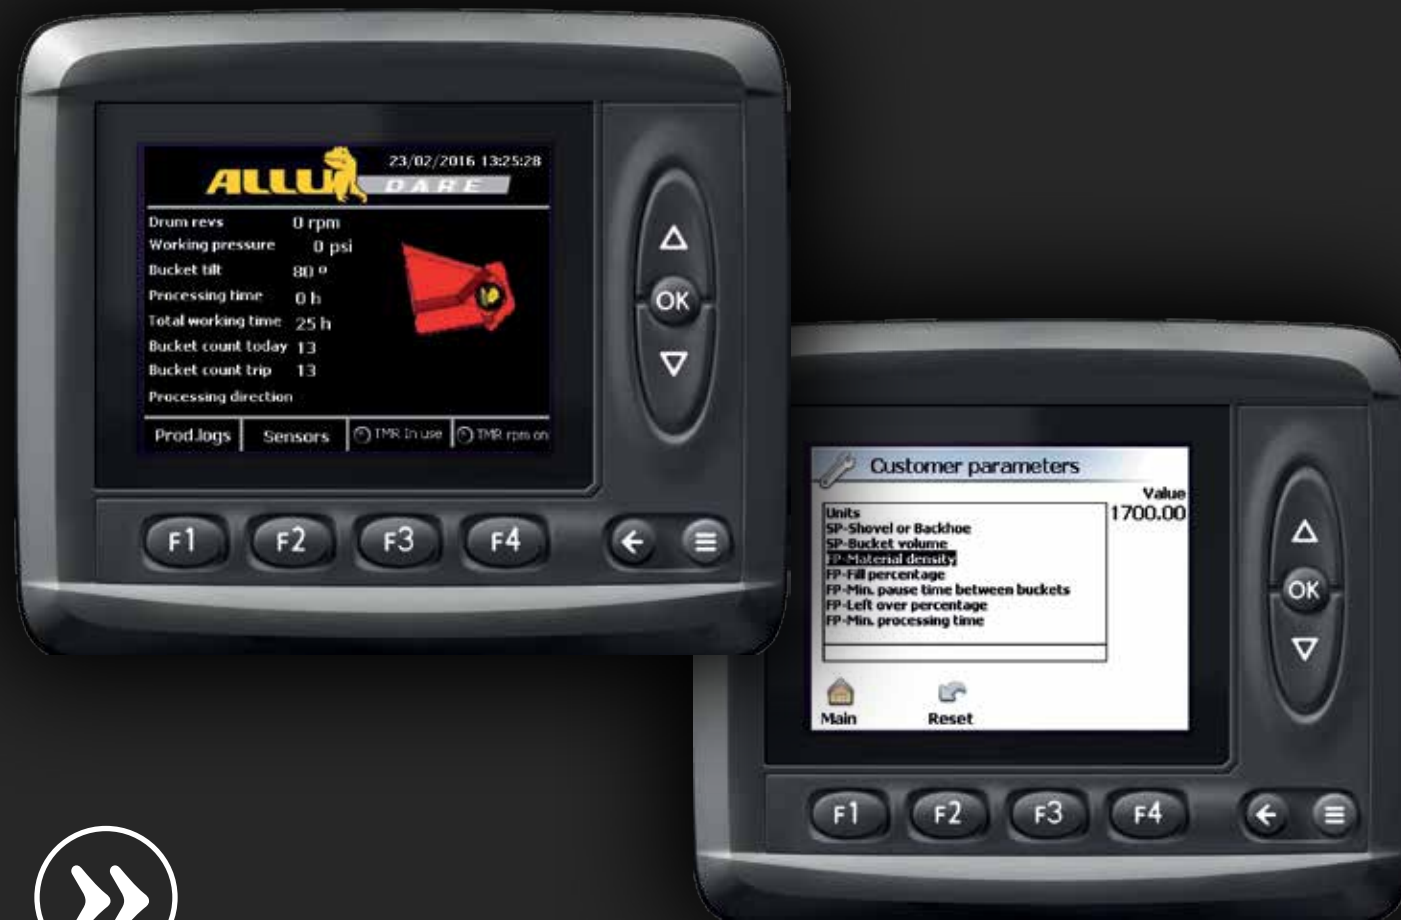 ALLU
23/02/2016 13:25:28
DARE
Drum revs 0 rpm
Working pressure 0 psi
Bucket tilt 80 º
Processing time 0 h
Total working time 25 h
Bucket count today 13
Bucket count trip 13
Processing direction
Prod.logs Sensors TMR In use TMR rpm on
OK
F1 F2 F3 F4
Customer parameters
Value
1700.00
Units
SP-Shovel or Backhoe
SP-Bucket volume
FP-Material density
FP-Fill percentage
FP-Min. pause time between buckets
FP-Left over percentage
FP-Min. processing time
Main Reset
OK
F1 F2 F3 F4